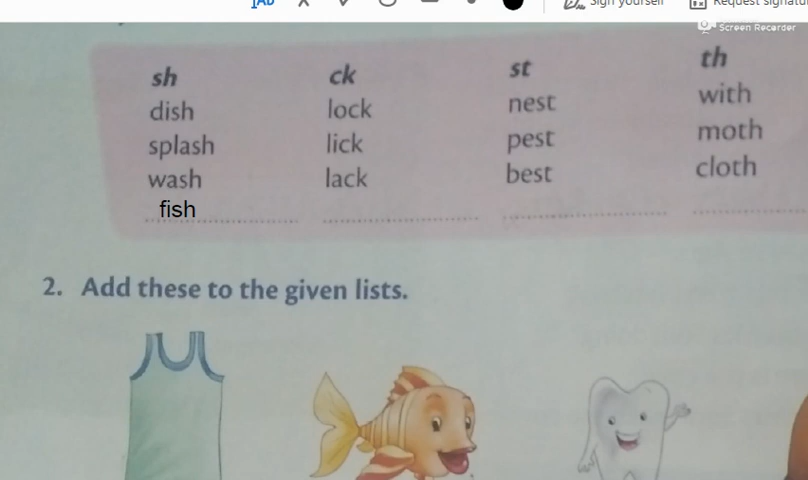 Sign yourself Request signatu
Screen Recorder
sh ck st th
dish lock nest with
splash lick pest moth
wash lack best cloth
fish
2. Add these to the given lists.